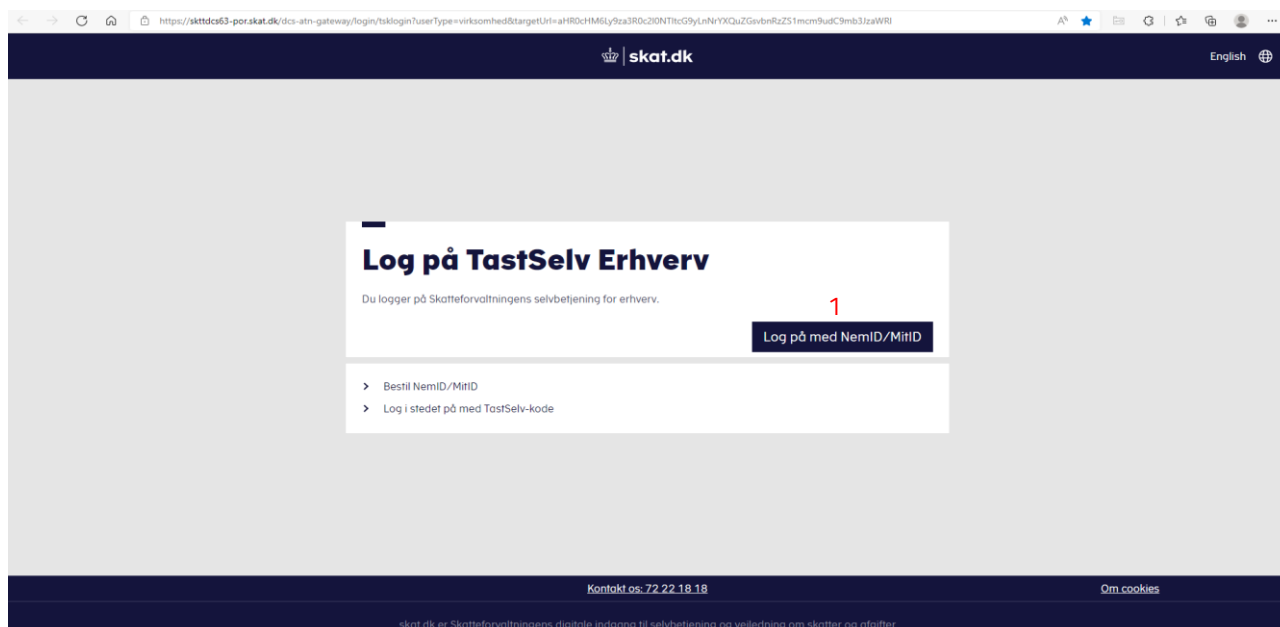 https://skttdcs63-por.skat.dk/dcs-atn-gateway/login/tsklogin?userType=virksomhed&targetUrl=aHR0cHM6Ly9za3R0c2l0NTItcG9yLnNrYXQuZGsvbnRzZS1mcm9udC9mb3JzaWRl
skat.dk
English
Log på TastSelv Erhverv
Du logger på Skatteforvaltningens selvbetjening for erhverv.
1
Log på med NemID/MitID
Bestil NemID/MitID
Log i stedet på med TastSelv-kode
Kontakt os: 72 22 18 18
Om cookies
skat.dk er Skatteforvaltningens digitale indgang til selvbetjening og vejledning om skatter og afgifter